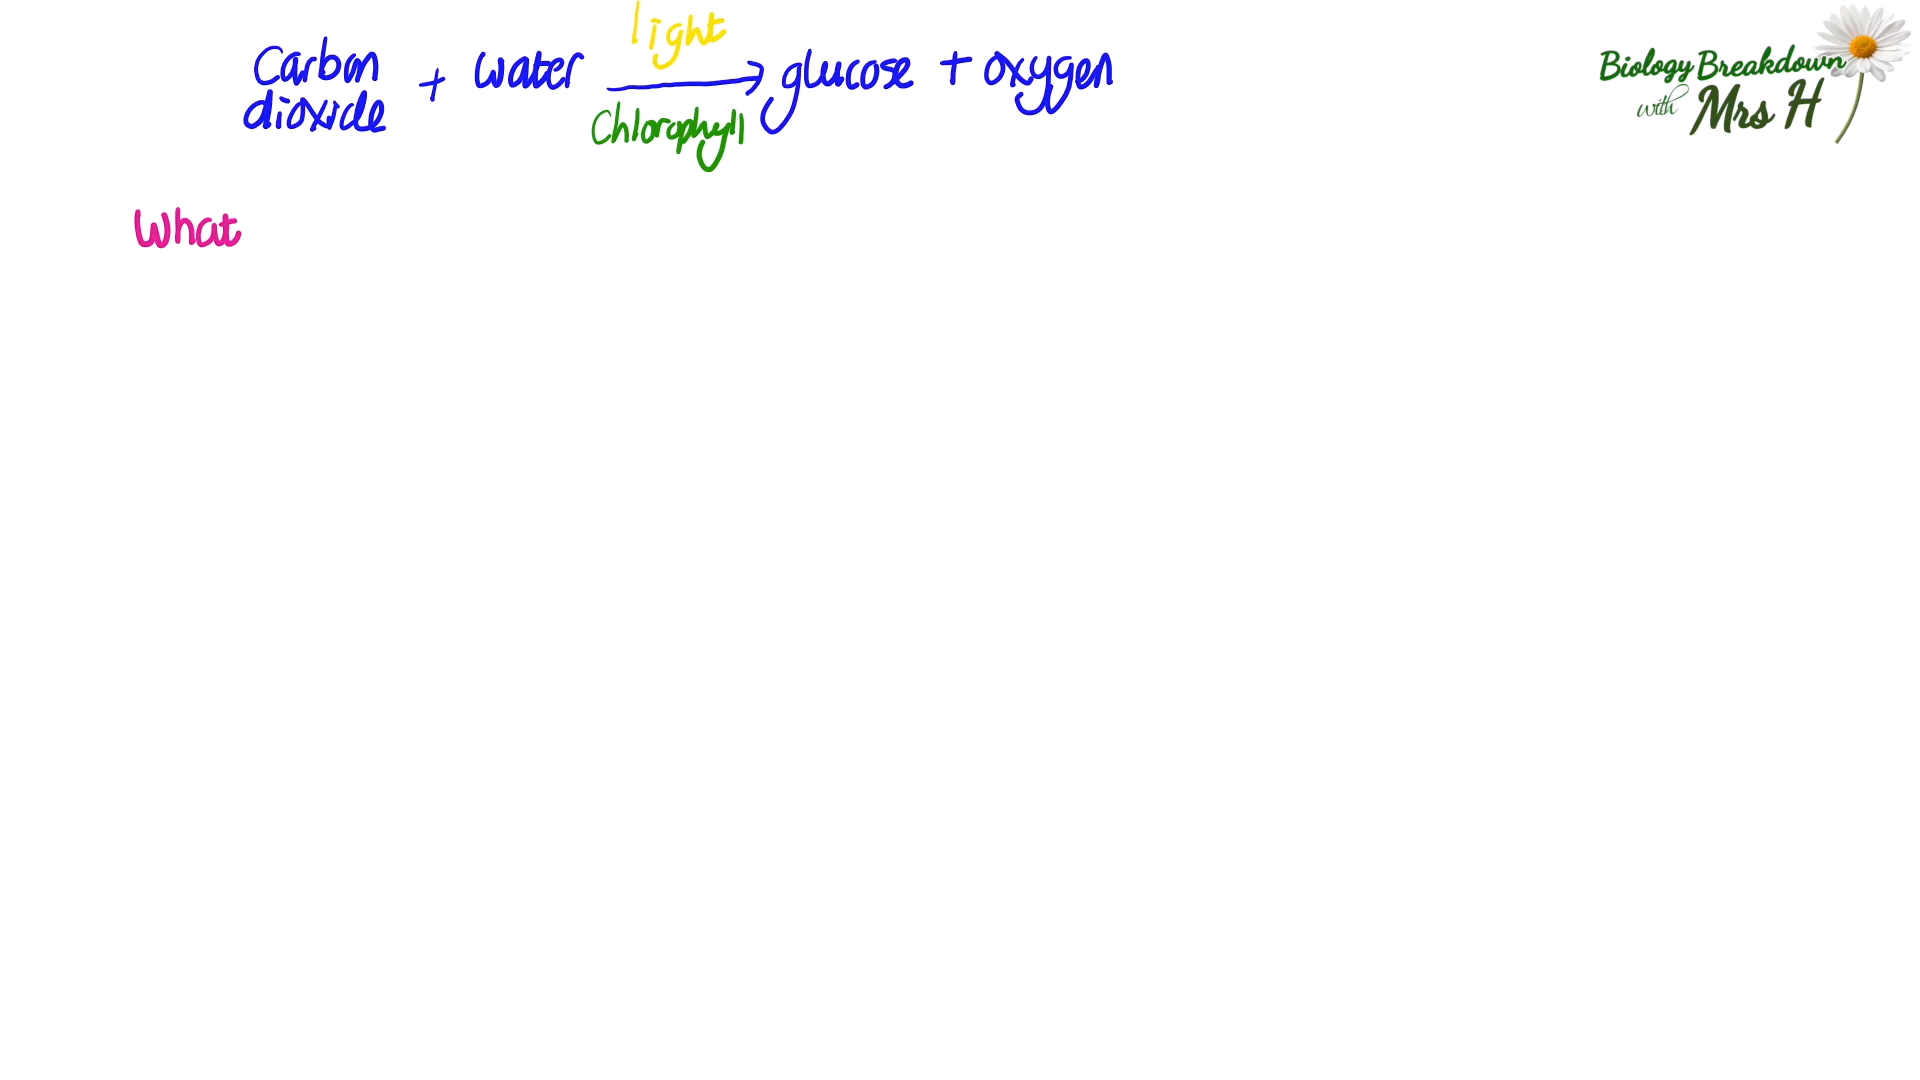 light
Carbon + water → glucose + oxygen
dioxide
Chlorophyll
What
Biology Breakdown
with Mrs H